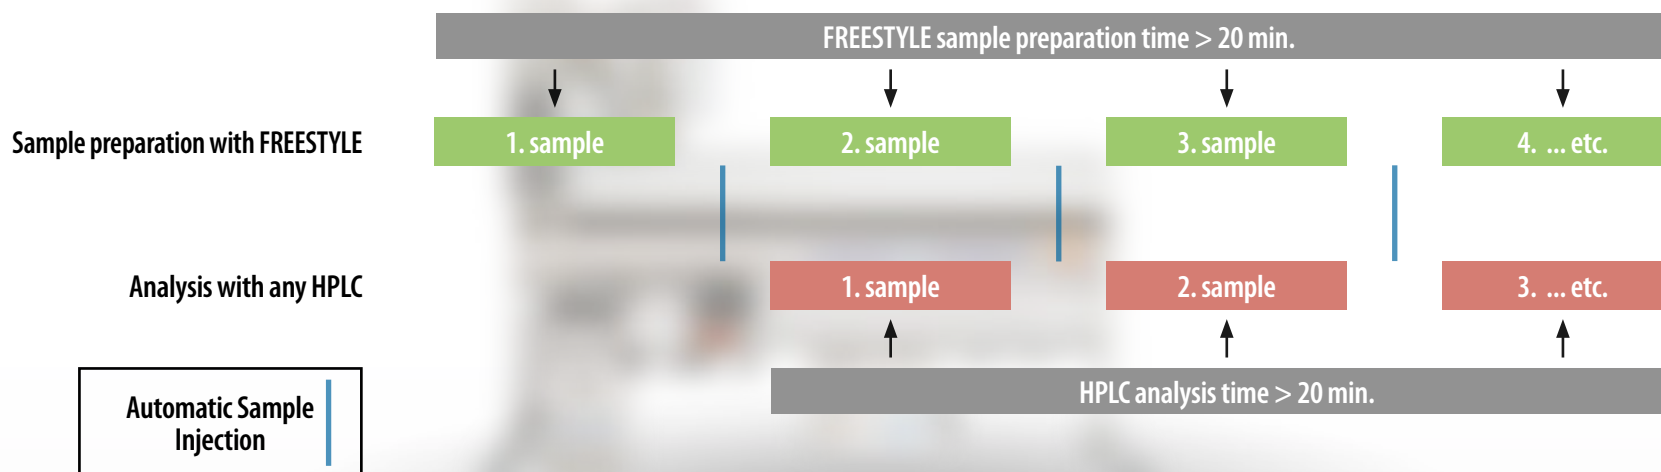 FREESTYLE sample preparation time > 20 min.
Sample preparation with FREESTYLE
1. sample
2. sample
3. sample
4. ... etc.
Analysis with any HPLC
1. sample
2. sample
3. ... etc.
HPLC analysis time > 20 min.
Automatic Sample
Injection